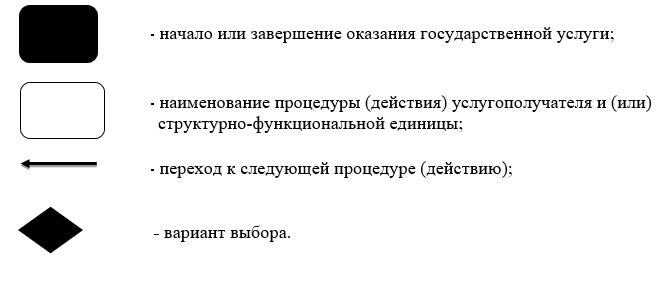 - начало или завершение оказания государственной услуги;
- наименование процедуры (действия) услугополучателя и (или)
структурно-функциональной единицы;
- переход к следующей процедуре (действию);
- вариант выбора.